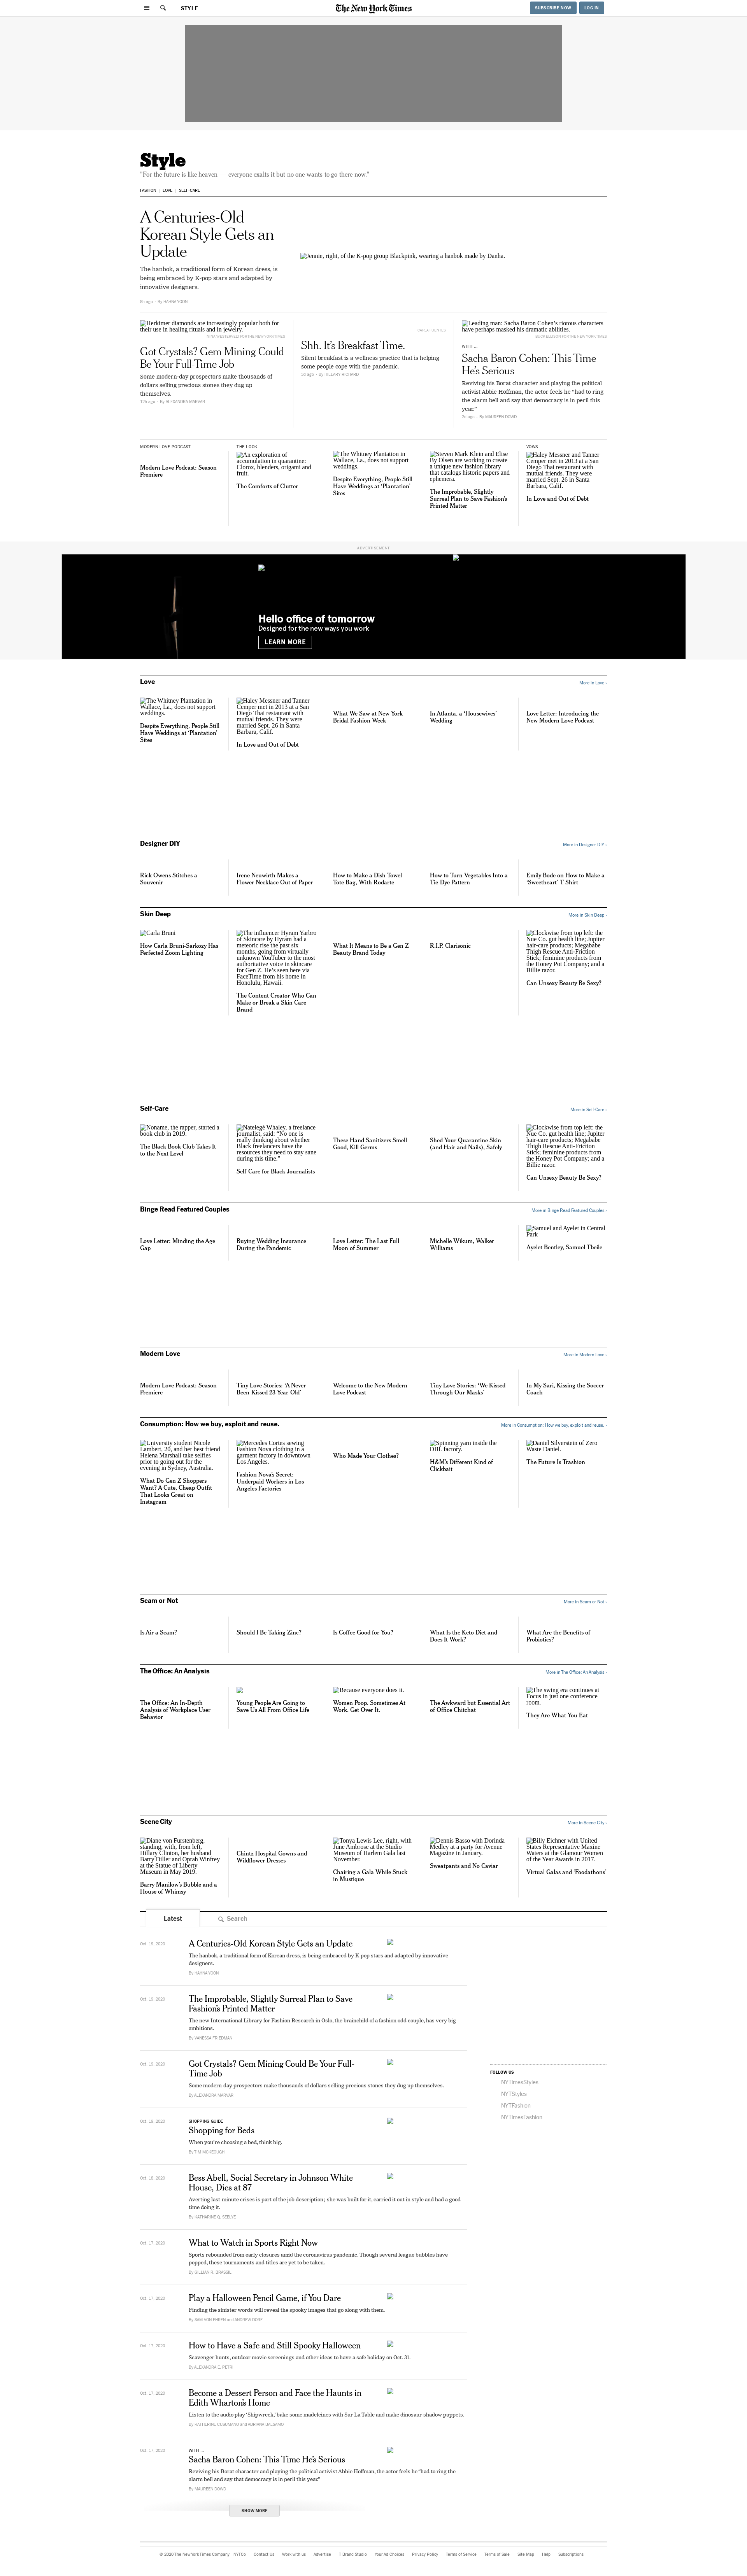 STYLE
The New York Times
SUBSCRIBE NOW
LOG IN
Style
"For the future is like heaven — everyone exalts it but no one wants to go there now."
FASHION
LOVE
SELF-CARE
A Centuries-Old
Korean Style Gets an
Update
The hanbok, a traditional form of Korean dress, is
being embraced by K-pop stars and adapted by
innovative designers.
Jennie, right, of the K-pop group Blackpink, wearing a hanbok made by Danha.
Herkimer diamonds are increasingly popular both for
their use in healing rituals and in jewelry.
Got Crystals? Gem Mining Could
Be Your Full-Time Job
Some modern-day prospectors make thousands of
dollars selling precious stones they dug up
themselves.
12h ago - By ALEXANDRA MARVAR
Shh. It's Breakfast Time.
Silent breakfast is a wellness practice that is helping
some people cope with the pandemic.
3d ago - By HILLARY RICHARD
Leading man: Sacha Baron Cohen's riotous characters
have perhaps masked his dramatic abilities.
WITH ...
Sacha Baron Cohen: This Time
He's Serious
Reviving his Borat character and playing the political
activist Abbie Hoffman, the actor feels he "had to ring
the alarm bell and say that democracy is in peril this
year."
2d ago - By MAUREEN DOWD
MODERN LOVE PODCAST
Modern Love Podcast: Season
Premiere
THE LOOK
An exploration of
accumulation in quarantine:
Clorox, blenders, origami and
fruit.
The Comforts of Clutter
The Whitney Plantation in
Wallace, La., does not support
weddings.
Despite Everything, People Still
Have Weddings at 'Plantation'
Sites
Steven Mark Klein and Elise
By Olsen are working to create
a unique new fashion library
that catalogs historic papers and
ephemera.
The Improbable, Slightly
Surreal Plan to Save Fashion's
Printed Matter
VOWS
Haley Messner and Tanner
Cemper met in 2013 at a San
Diego Thai restaurant with
mutual friends. They were
married Sept. 26 in Santa
Barbara, Calif.
In Love and Out of Debt
ADVERTISEMENT
Hello office of tomorrow
Designed for the new ways you work
LEARN MORE
Love
More in Love ›
The Whitney Plantation in
Wallace, La., does not support
weddings.
Despite Everything, People Still
Have Weddings at 'Plantation'
Sites
Haley Messner and Tanner
Cemper met in 2013 at a San
Diego Thai restaurant with
mutual friends. They were
married Sept. 26 in Santa
Barbara, Calif.
In Love and Out of Debt
What We Saw at New York
Bridal Fashion Week
In Atlanta, a 'Housewives'
Wedding
Love Letter: Introducing the
New Modern Love Podcast
Designer DIY
More in Designer DIY ›
Rick Owens Stitches a
Souvenir
Irene Neuwirth Makes a
Flower Necklace Out of Paper
How to Make a Dish Towel
Tote Bag, With Rodarte
How to Turn Vegetables Into a
Tie-Dye Pattern
Emily Bode on How to Make a
'Sweetheart' T-Shirt
Skin Deep
More in Skin Deep ›
Carla Bruni
How Carla Bruni-Sarkozy Has
Perfected Zoom Lighting
The influencer Hyram Yarbro
of Skincare by Hyram had a
meteoric rise the past six
months, going from virtually
unknown YouTuber to the most
authoritative voice in skincare
for Gen Z. He's seen here via
FaceTime from his home in
Honolulu, Hawaii.
The Content Creator Who Can
Make or Break a Skin Care
Brand
What It Means to Be a Gen Z
Beauty Brand Today
R.I.P. Clarisonic
Clockwise from top left: the
Nue Co. gut health line; Jupiter
hair-care products; Megababe
Thigh Rescue Anti-Friction
Stick; feminine products from
the Honey Pot Company; and a
Billie razor.
Can Unsexy Beauty Be Sexy?
Self-Care
More in Self-Care ›
Noname, the rapper, started a
book club in 2019.
The Black Book Club Takes It
to the Next Level
Natelegé Whaley, a freelance
journalist, said: "No one is
really thinking about whether
Black freelancers have the
resources they need to stay sane
during this time."
Self-Care for Black Journalists
These Hand Sanitizers Smell
Good, Kill Germs
Shed Your Quarantine Skin
(and Hair and Nails), Safely
Clockwise from top left: the
Nue Co. gut health line; Jupiter
hair-care products; Megababe
Thigh Rescue Anti-Friction
Stick; feminine products from
the Honey Pot Company; and a
Billie razor.
Can Unsexy Beauty Be Sexy?
Binge Read Featured Couples
More in Binge Read Featured Couples ›
Love Letter: Minding the Age
Gap
Buying Wedding Insurance
During the Pandemic
Love Letter: The Last Full
Moon of Summer
Michelle Wikum, Walker
Williams
Samuel and Ayelet in Central
Park
Ayelet Bentley, Samuel Tbeile
Modern Love
More in Modern Love ›
Modern Love Podcast: Season
Premiere
Tiny Love Stories: 'A Never-
Been-Kissed 23-Year-Old'
Welcome to the New Modern
Love Podcast
Tiny Love Stories: 'We Kissed
Through Our Masks'
In My Sari, Kissing the Soccer
Coach
Consumption: How we buy, exploit and reuse.
More in Consumption: How we buy, exploit and reuse. ›
University student Nicole
Lambert, 20, and her best friend
Helena Marshall take selfies
prior to going out for the
evening in Sydney, Australia.
What Do Gen Z Shoppers
Want? A Cute, Cheap Outfit
That Looks Great on
Instagram
Mercedes Cortes sewing
Fashion Nova clothing in a
garment factory in downtown
Los Angeles.
Fashion Nova's Secret:
Underpaid Workers in Los
Angeles Factories
Who Made Your Clothes?
Spinning yarn inside the
DBL factory.
H&M's Different Kind of
Clickbait
Daniel Silverstein of Zero
Waste Daniel.
The Future Is Trashion
Scam or Not
More in Scam or Not ›
Is Air a Scam?
Should I Be Taking Zinc?
Is Coffee Good for You?
What Is the Keto Diet and
Does It Work?
What Are the Benefits of
Probiotics?
The Office: An Analysis
More in The Office: An Analysis ›
The Office: An In-Depth
Analysis of Workplace User
Behavior
Young People Are Going to
Save Us All From Office Life
Because everyone does it.
Women Poop. Sometimes At
Work. Get Over It.
The Awkward but Essential Art
of Office Chitchat
The swing era continues at
Focus in just one conference
room.
They Are What You Eat
Scene City
More in Scene City ›
Diane von Furstenberg,
standing, with, from left,
Hillary Clinton, her husband
Barry Diller and Oprah Winfrey
at the Statue of Liberty
Museum in May 2019.
Barry Manilow's Bubble and a
House of Whimsy
Chintz Hospital Gowns and
Wildflower Dresses
Tonya Lewis Lee, right, with
June Ambrose at the Studio
Museum of Harlem Gala last
November.
Chairing a Gala While Stuck
in Mustique
Dennis Basso with Dorinda
Medley at a party for Avenue
Magazine in January.
Sweatpants and No Caviar
Billy Eichner with United
States Representative Maxine
Waters at the Glamour Women
of the Year Awards in 2017.
Virtual Galas and 'Foodathons'
Latest
Search
Oct. 19, 2020
A Centuries-Old Korean Style Gets an Update
The hanbok, a traditional form of Korean dress, is being embraced by K-pop stars and adapted by innovative
designers.
Oct. 19, 2020
The Improbable, Slightly Surreal Plan to Save
Fashion's Printed Matter
The new International Library for Fashion Research in Oslo, the brainchild of a fashion odd couple, has very big
ambitions.
By VANESSA FRIEDMAN
Oct. 19, 2020
Got Crystals? Gem Mining Could Be Your Full-
Time Job
Some modern-day prospectors make thousands of dollars selling precious stones they dug up themselves.
By ALEXANDRA MARVAR
Oct. 19, 2020
SHOPPING GUIDE
Shopping for Beds
When you're choosing a bed, think big.
By TIM MCKEOUGH
Oct. 18, 2020
Bess Abell, Social Secretary in Johnson White
House, Dies at 87
Averting last-minute crises is part of the job description; she was built for it, carried it out in style and had a good
time doing it.
By KATHARINE Q. SEELYE
Oct. 17, 2020
What to Watch in Sports Right Now
Sports rebounded from early closures amid the coronavirus pandemic. Though several league bubbles have
popped, these tournaments and titles are yet to be taken.
By GILLIAN R. BRASSIL
Oct. 17, 2020
Play a Halloween Pencil Game, if You Dare
Finding the sinister words will reveal the spooky images that go along with them.
By SAM VON EHREN and ANDREW DORE
Oct. 17, 2020
How to Have a Safe and Still Spooky Halloween
Scavenger hunts, outdoor movie screenings and other ideas to have a safe holiday on Oct. 31.
By ALEXANDRA E. PETRI
Oct. 17, 2020
Become a Dessert Person and Face the Haunts in
Edith Wharton's Home
Listen to the audio play 'Shipwreck,' bake some madeleines with Sur La Table and make dinosaur-shadow puppets.
By KATHERINE CUSUMANO and ADRIANA BALSAMO
Oct. 17, 2020
WITH ...
Sacha Baron Cohen: This Time He's Serious
Reviving his Borat character and playing the political activist Abbie Hoffman, the actor feels he "had to ring the
alarm bell and say that democracy is in peril this year."
By MAUREEN DOWD
SHOW MORE
FOLLOW US
NYTimesStyles
NYTStyles
NYTFashion
NYTimesFashion
© 2020 The New York Times Company
NYTCo
Contact Us
Work with us
Advertise
T Brand Studio
Your Ad Choices
Privacy Policy
Terms of Service
Terms of Sale
Site Map
Help
Subscriptions